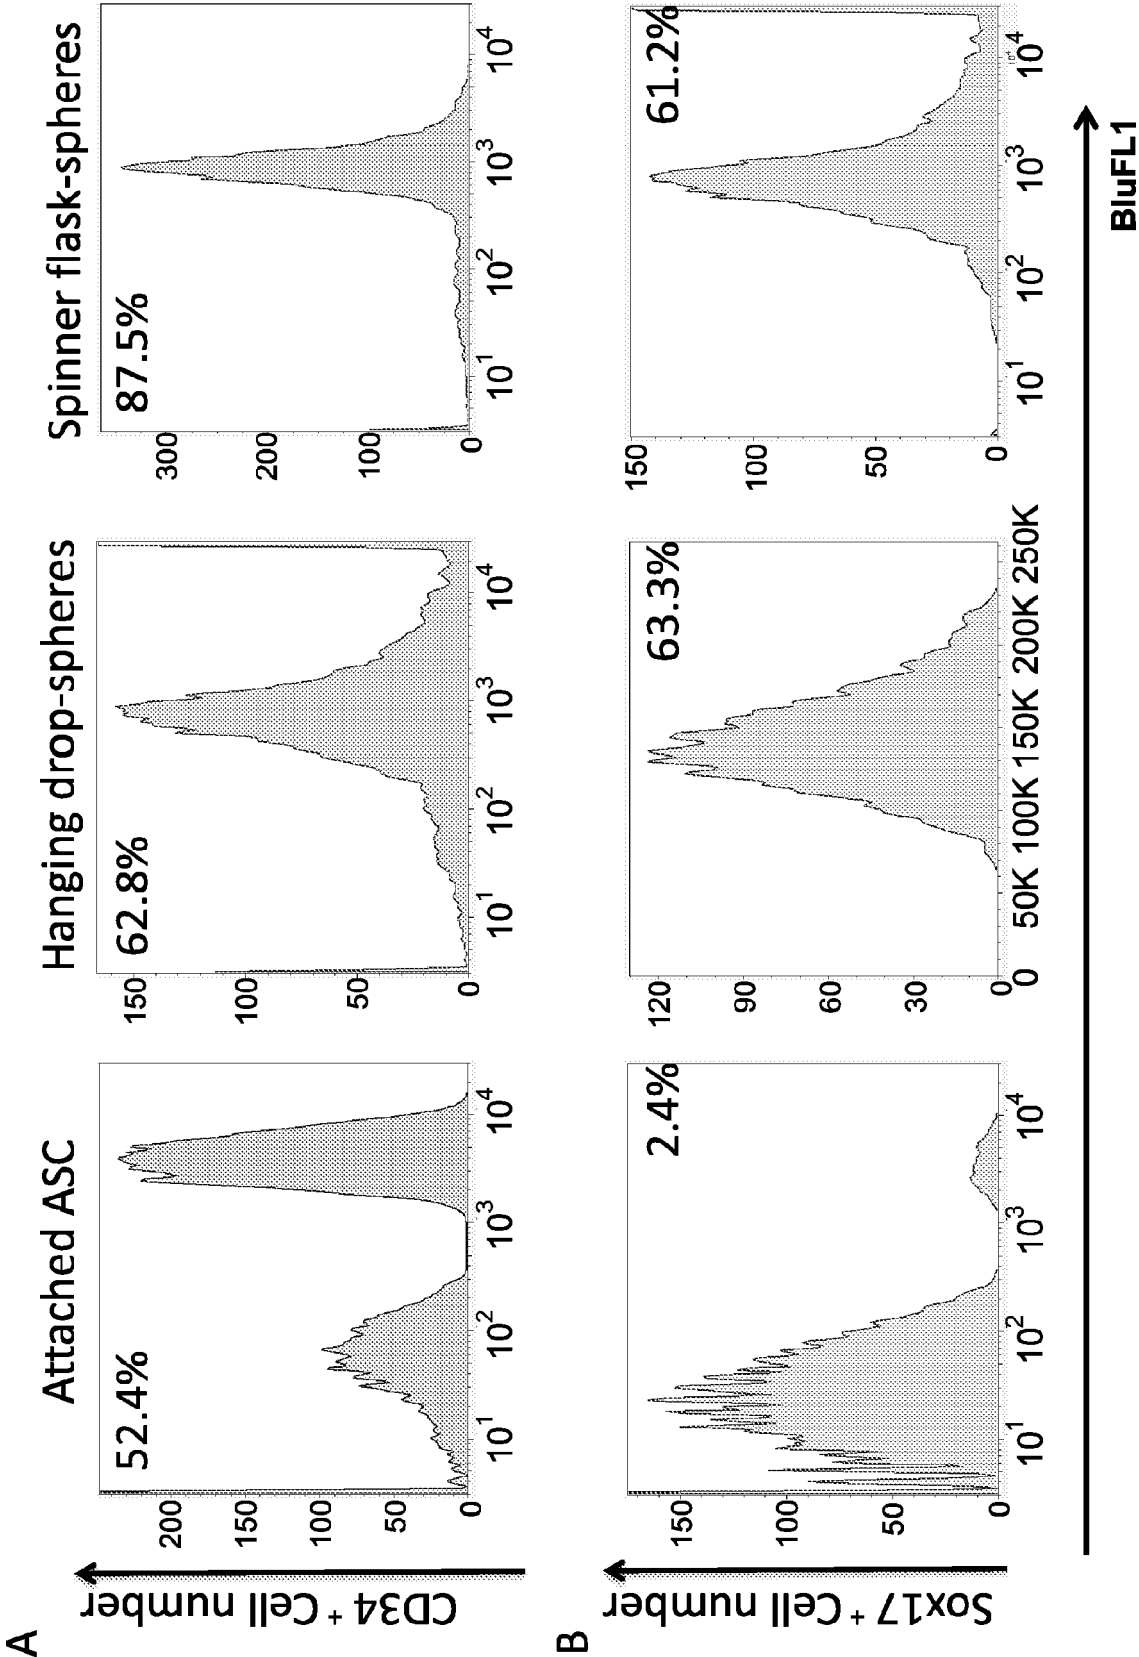 A
Attached ASC
Hanging drop-spheres
Spinner flask-spheres
CD34⁺ Cell number
52.4%
200
150
100
50
0
10¹ 10² 10³ 10⁴
62.8%
150
100
50
0
10¹ 10² 10³ 10⁴
87.5%
300
200
100
0
10¹ 10² 10³ 10⁴
B
Sox17⁺ Cell number
2.4%
150
100
50
0
10¹ 10² 10³ 10⁴
63.3%
120
90
60
30
0
0 50K 100K 150K 200K 250K
61.2%
150
100
50
0
10¹ 10² 10³ 10⁴
BluFL1